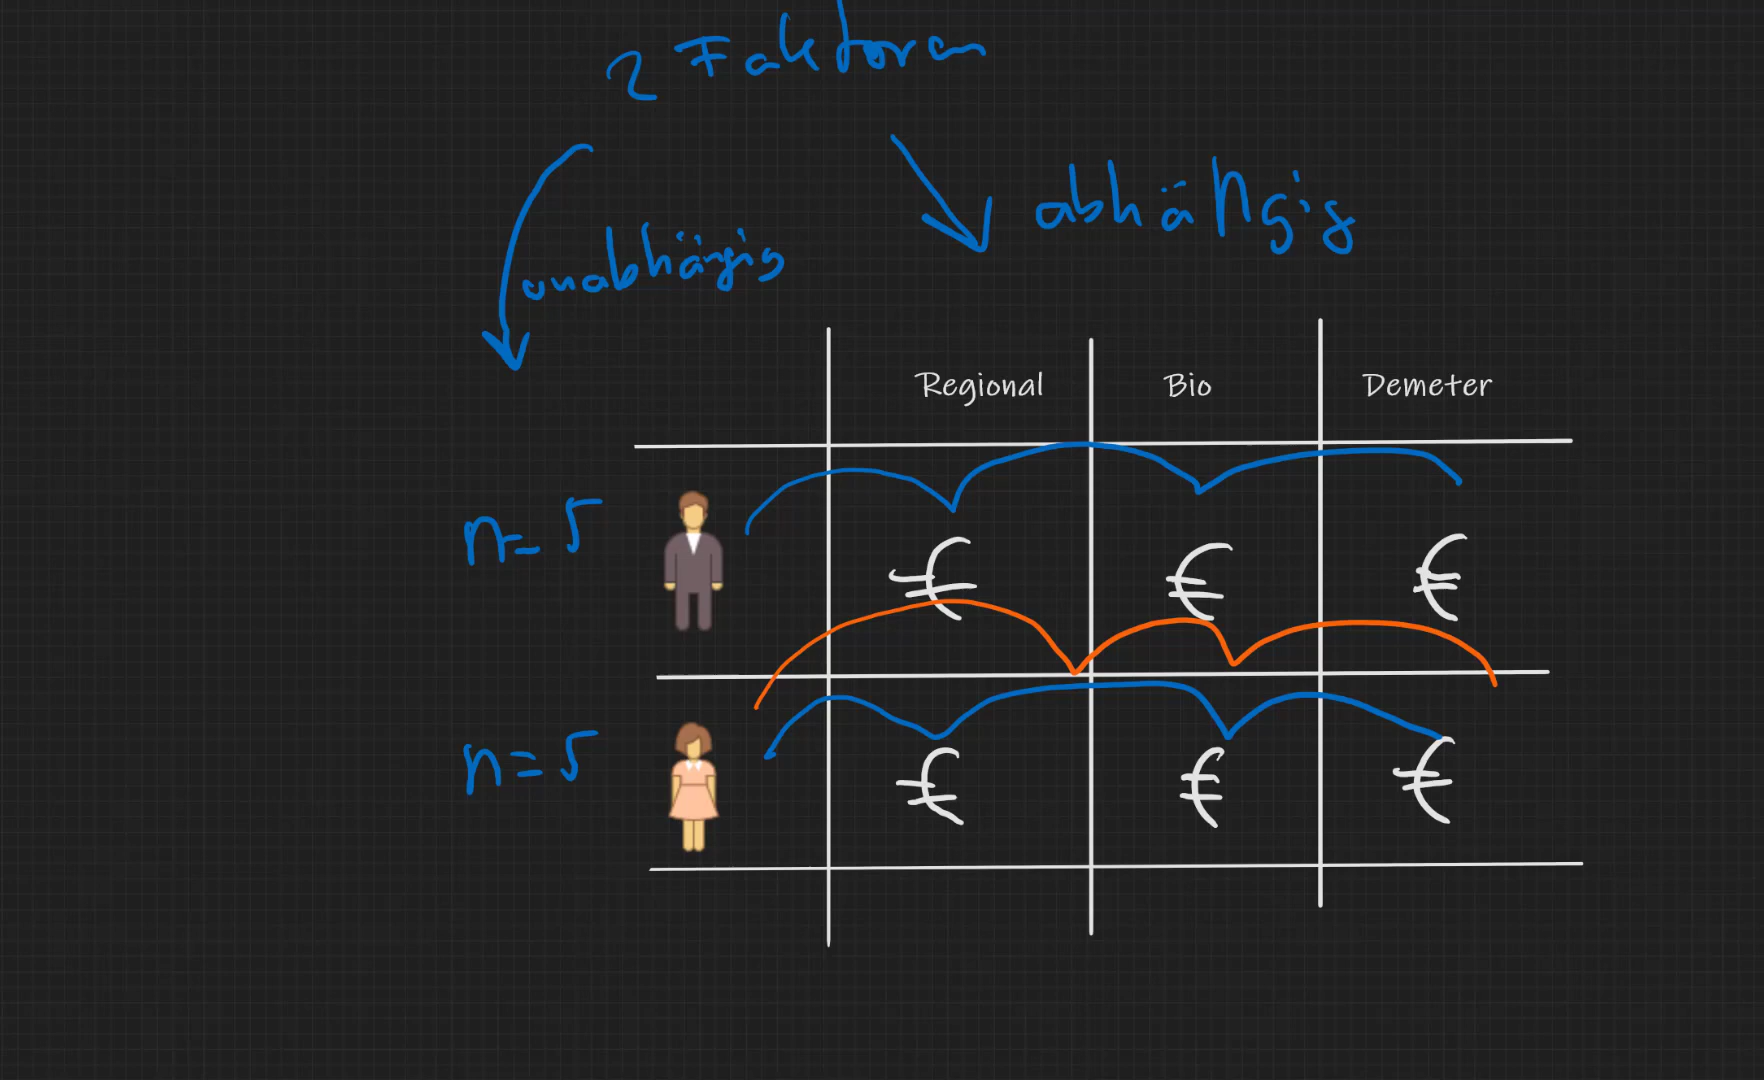 2 Faktoren
abhängig
unabhängig
Regional Bio Demeter
n=5
€ € €
n=5
€ € €